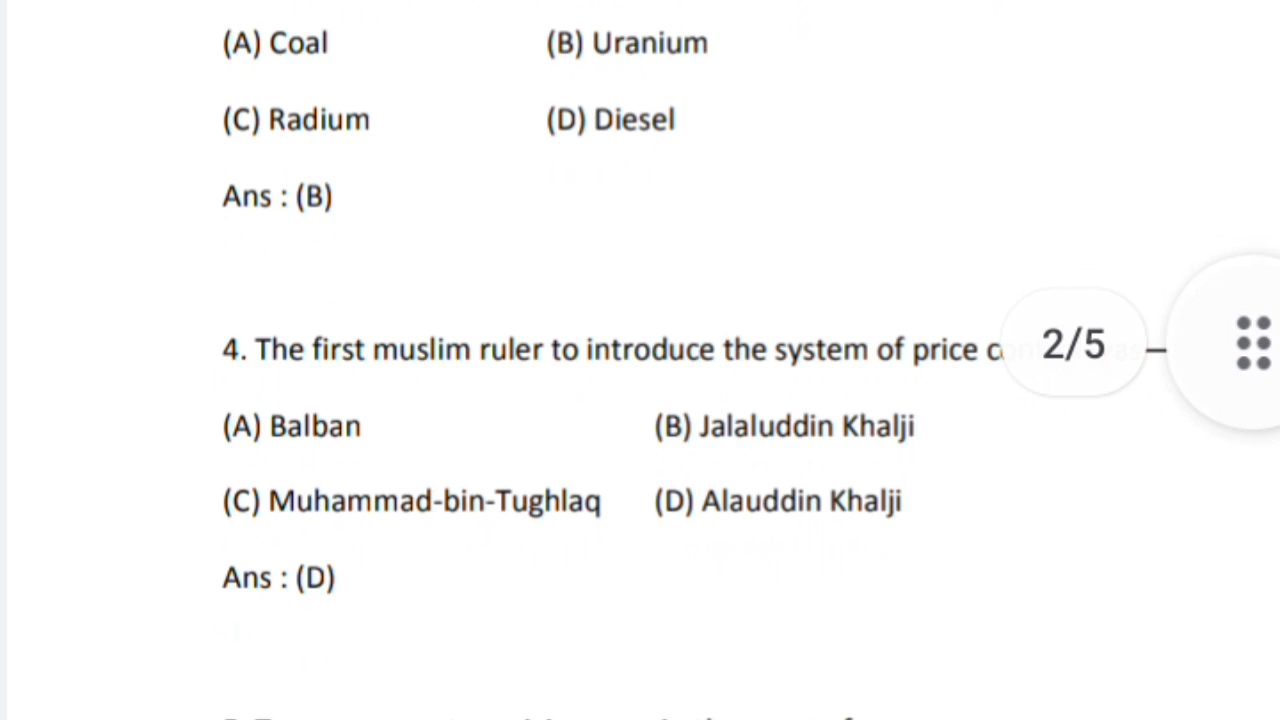 (A) Coal (B) Uranium
(C) Radium (D) Diesel
Ans : (B)
4. The first muslim ruler to introduce the system of price –
2/5
(A) Balban (B) Jalaluddin Khalji
(C) Muhammad-bin-Tughlaq (D) Alauddin Khalji
Ans : (D)